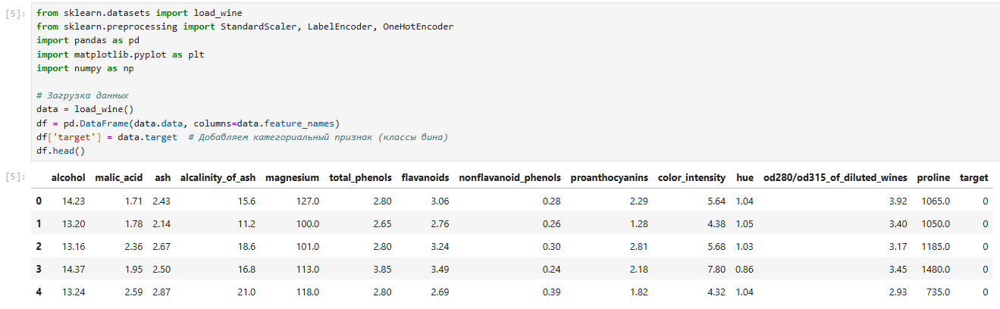 [5]: from sklearn.datasets import load_wine
from sklearn.preprocessing import StandardScaler, LabelEncoder, OneHotEncoder
import pandas as pd
import matplotlib.pyplot as plt
import numpy as np
# Загрузка данных
data = load_wine()
df = pd.DataFrame(data.data, columns=data.feature_names)
df['target'] = data.target # Добавляем категориальный признак (классы вина)
df.head()
[5]: alcohol malic_acid ash alcalinity_of_ash magnesium total_phenols flavanoids nonflavanoid_phenols proanthocyanins color_intensity hue od280/od315_of_diluted_wines proline target
0 14.23 1.71 2.43 15.6 127.0 2.80 3.06 0.28 2.29 5.64 1.04 3.92 1065.0 0
1 13.20 1.78 2.14 11.2 100.0 2.65 2.76 0.26 1.28 4.38 1.05 3.40 1050.0 0
2 13.16 2.36 2.67 18.6 101.0 2.80 3.24 0.30 2.81 5.68 1.03 3.17 1185.0 0
3 14.37 1.95 2.50 16.8 113.0 3.85 3.49 0.24 2.18 7.80 0.86 3.45 1480.0 0
4 13.24 2.59 2.87 21.0 118.0 2.80 2.69 0.39 1.82 4.32 1.04 2.93 735.0 0